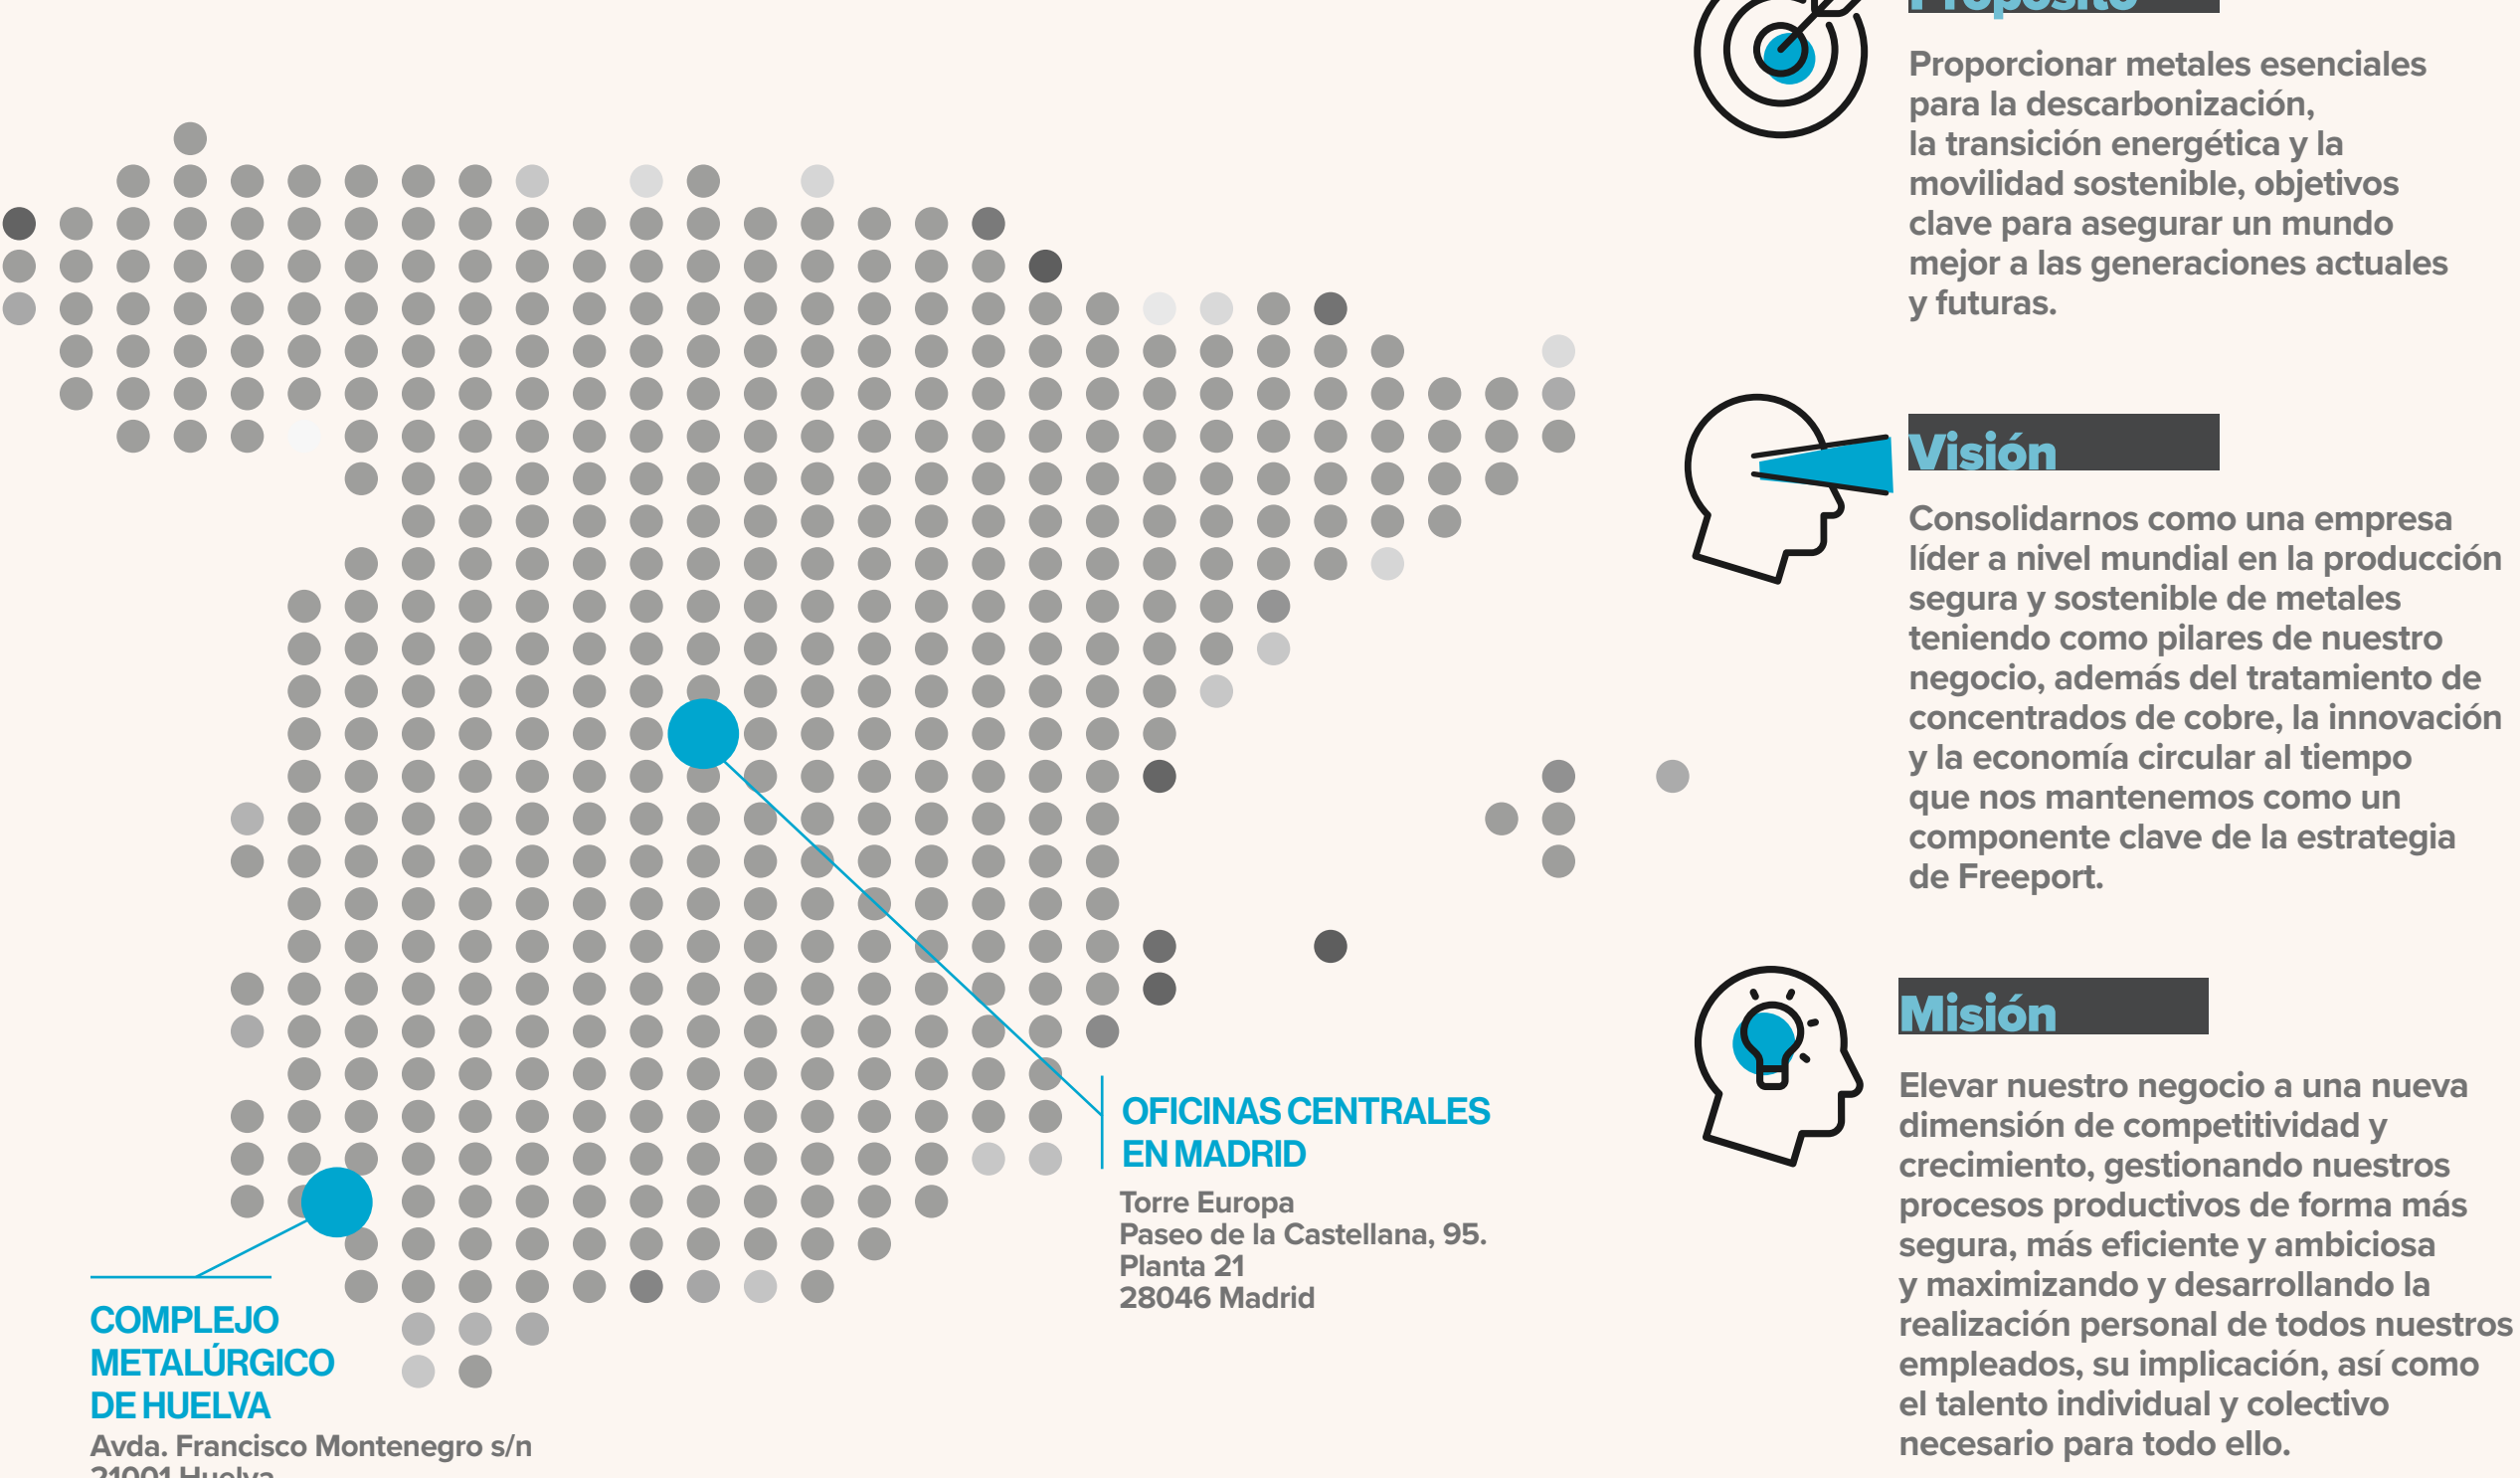 OFICINAS CENTRALES
EN MADRID
Torre Europa
Paseo de la Castellana, 95.
Planta 21
28046 Madrid
COMPLEJO
METALÚRGICO
DE HUELVA
Avda. Francisco Montenegro s/n
21001 Huelva
Propósito
Proporcionar metales esenciales
para la descarbonización,
la transición energética y la
movilidad sostenible, objetivos
clave para asegurar un mundo
mejor a las generaciones actuales
y futuras.
Visión
Consolidarnos como una empresa
líder a nivel mundial en la producción
segura y sostenible de metales
teniendo como pilares de nuestro
negocio, además del tratamiento de
concentrados de cobre, la innovación
y la economía circular al tiempo
que nos mantenemos como un
componente clave de la estrategia
de Freeport.
Misión
Elevar nuestro negocio a una nueva
dimensión de competitividad y
crecimiento, gestionando nuestros
procesos productivos de forma más
segura, más eficiente y ambiciosa
y maximizando y desarrollando la
realización personal de todos nuestros
empleados, su implicación, así como
el talento individual y colectivo
necesario para todo ello.